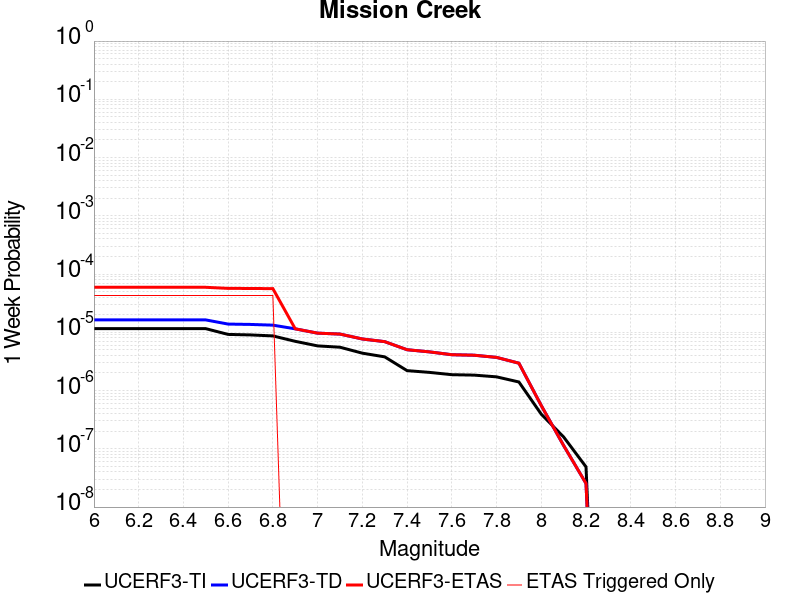 Mission Creek
10 0
10 -1
10 -2
10 -3
10 -4
10 -5
10 -6
10 -7
10 -8
1 Week Probability
6 6.2 6.4 6.6 6.8 7 7.2 7.4 7.6 7.8 8 8.2 8.4 8.6 8.8 9
Magnitude
UCERF3-TI UCERF3-TD UCERF3-ETAS ETAS Triggered Only